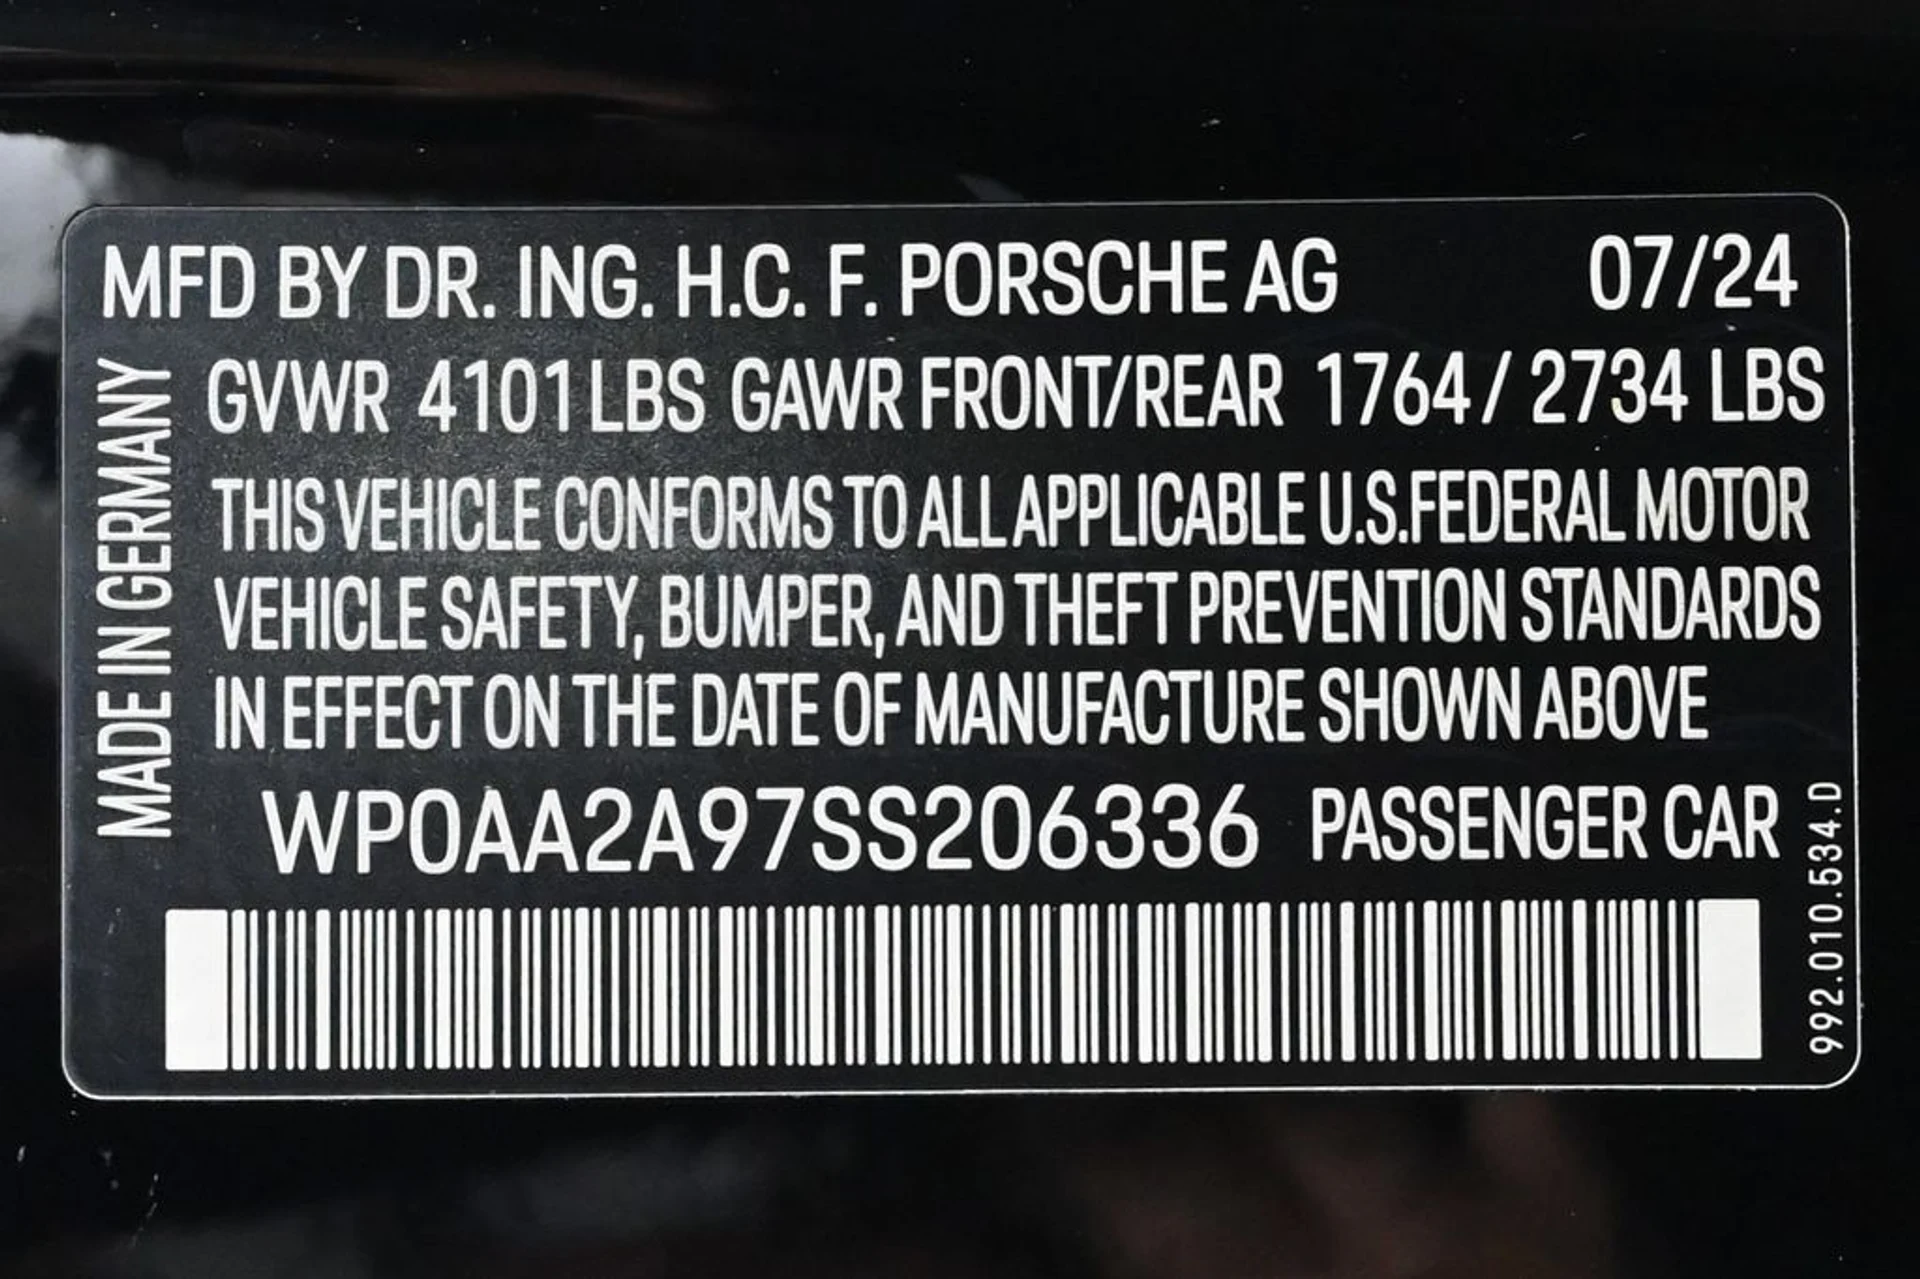 MFD BY DR. ING. H.C. F. PORSCHE AG 07/24
GVWR 4101 LBS GAWR FRONT/REAR 1764 / 2734 LBS
THIS VEHICLE CONFORMS TO ALL APPLICABLE U.S.FEDERAL MOTOR
VEHICLE SAFETY, BUMPER, AND THEFT PREVENTION STANDARDS
IN EFFECT ON THE DATE OF MANUFACTURE SHOWN ABOVE
WP0AA2A97SS206336 PASSENGER CAR
MADE IN GERMANY
992.010.534.D